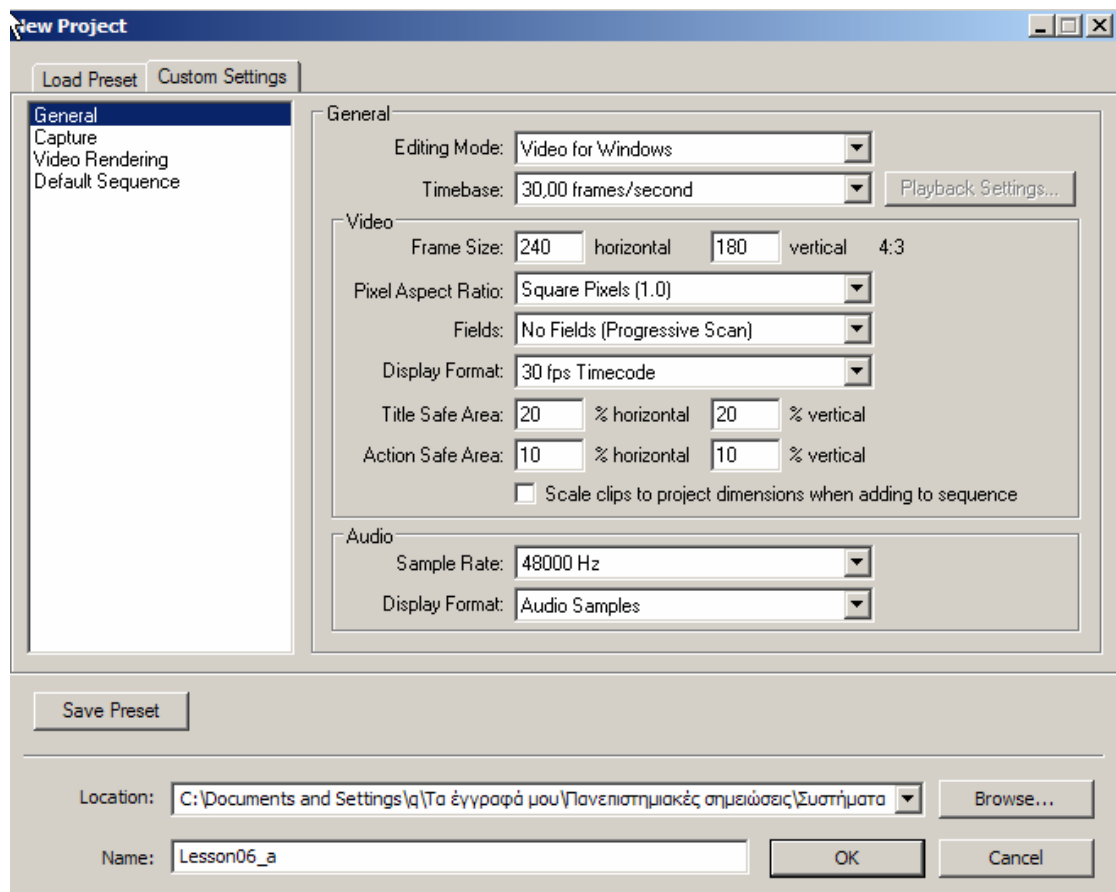 New Project
Load Preset Custom Settings
General
Capture
Video Rendering
Default Sequence
General
Editing Mode: Video for Windows
Timebase: 30,00 frames/second Playback Settings...
Video
Frame Size: 240 horizontal 180 vertical 4:3
Pixel Aspect Ratio: Square Pixels (1.0)
Fields: No Fields (Progressive Scan)
Display Format: 30 fps Timecode
Title Safe Area: 20 % horizontal 20 % vertical
Action Safe Area: 10 % horizontal 10 % vertical
Scale clips to project dimensions when adding to sequence
Audio
Sample Rate: 48000 Hz
Display Format: Audio Samples
Save Preset
Location: C:\Documents and Settings\q\Τα έγγραφά μου\Πανεπιστημιακές σημειώσεις\Συστήματα Browse...
Name: Lesson06_a OK Cancel